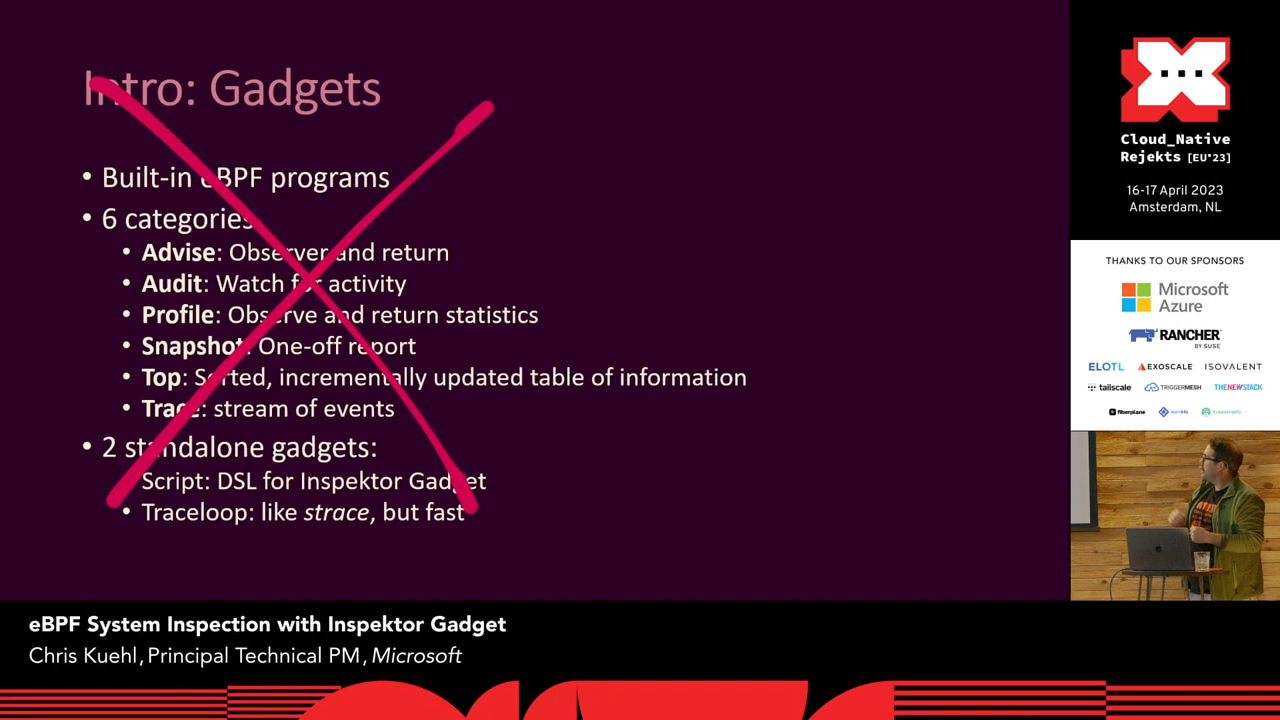 Intro: Gadgets
• Built-in eBPF programs
• 6 categories
• Advise: Observer and return
• Audit: Watch for activity
• Profile: Observe and return statistics
• Snapshot: One-off report
• Top: Sorted, incrementally updated table of information
• Trace: stream of events
• 2 standalone gadgets:
Script: DSL for Inspektor Gadget
• Traceloop: like strace, but fast
Cloud_Native
Rejekts [EU'23]
16-17 April 2023
Amsterdam, NL
THANKS TO OUR SPONSORS
Microsoft
Azure
RANCHER
BY SUSE
ELOTL EXOSCALE ISOVALENT
tailscale TRIGGERMESH THENEWSTACK
fiberplane
eBPF System Inspection with Inspektor Gadget
Chris Kuehl, Principal Technical PM, Microsoft